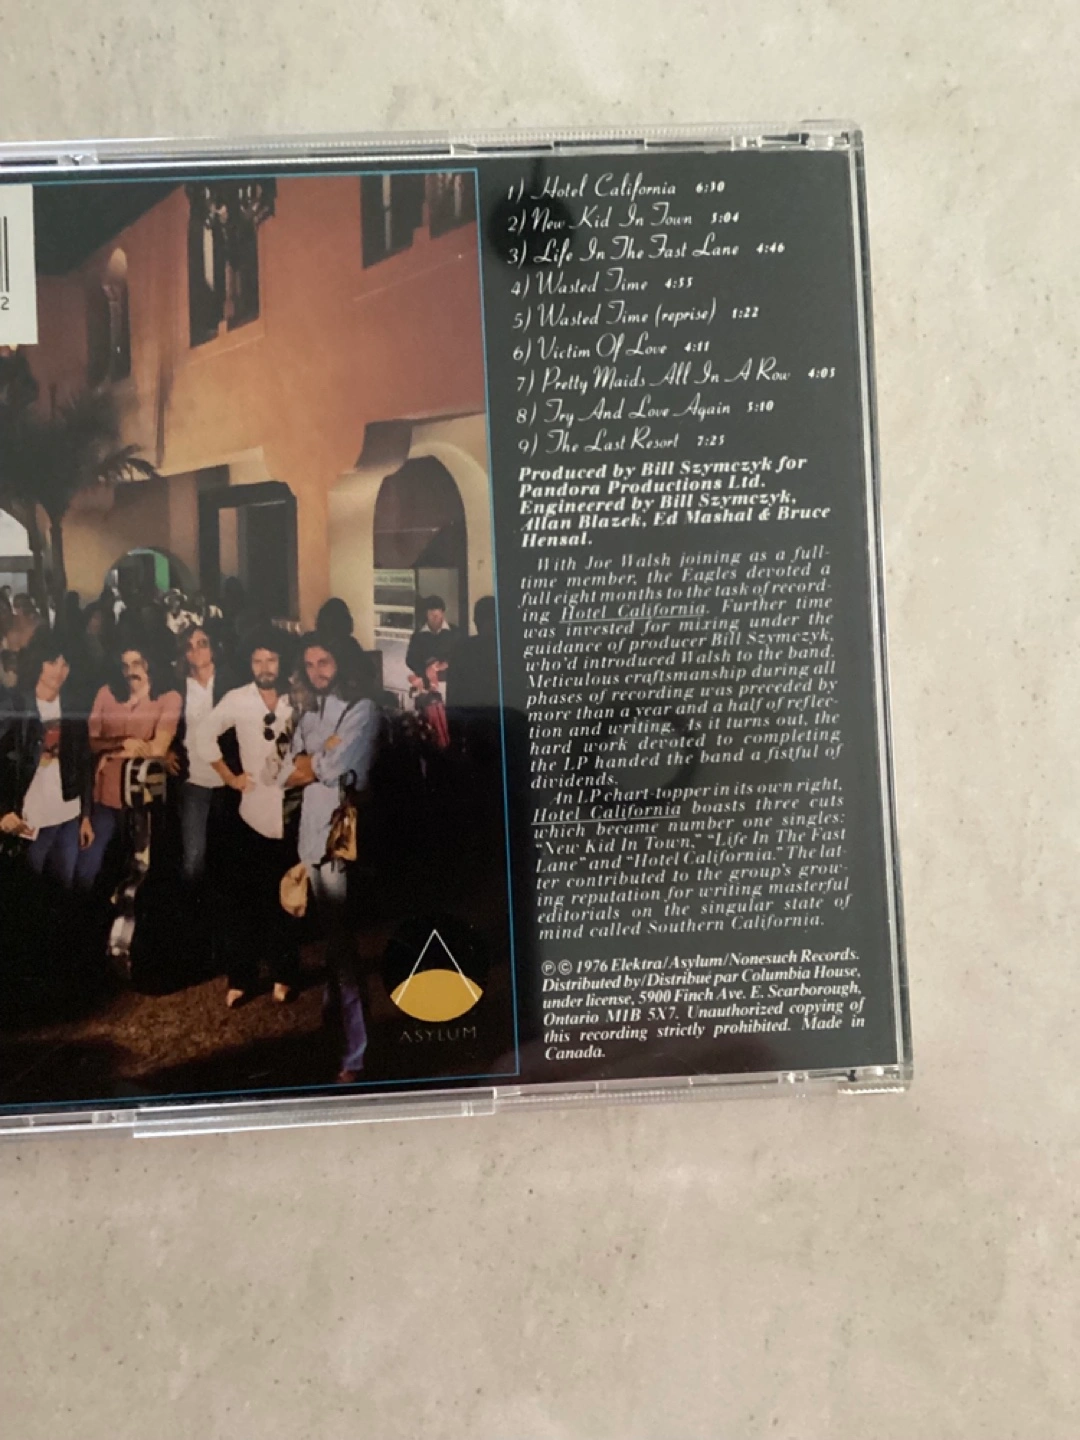 2
1) Hotel California 6:30
2) New Kid In Town 5:04
3) Life In The Fast Lane 4:46
4) Wasted Time 4:55
5) Wasted Time (reprise) 1:22
6) Victim Of Love 4:11
7) Pretty Maids All In A Row 4:05
8) Try And Love Again 5:10
9) The Last Resort 7:25
Produced by Bill Szymczyk for
Pandora Productions Ltd.
Engineered by Bill Szymczyk,
Allan Blazek, Ed Mashal & Bruce
Hensal.
With Joe Walsh joining as a full-
time member, the Eagles devoted a
full eight months to the task of record-
ing Hotel California. Further time
was invested for mixing under the
guidance of producer Bill Szymczyk,
who'd introduced Walsh to the band.
Meticulous craftsmanship during all
phases of recording was preceded by
more than a year and a half of reflec-
tion and writing. As it turns out, the
hard work devoted to completing
the LP handed the band a fistful of
dividends.
An LP chart-topper in its own right,
Hotel California boasts three cuts
which became number one singles:
"New Kid In Town," "Life In The Fast
Lane" and "Hotel California." The lat-
ter contributed to the group's grow-
ing reputation for writing masterful
editorials on the singular state of
mind called Southern California.
℗ © 1976 Elektra/Asylum/Nonesuch Records.
Distributed by/Distribué par Columbia House,
under license, 5900 Finch Ave. E. Scarborough,
Ontario M1B 5X7. Unauthorized copying of
this recording strictly prohibited. Made in
Canada.
ASYLUM